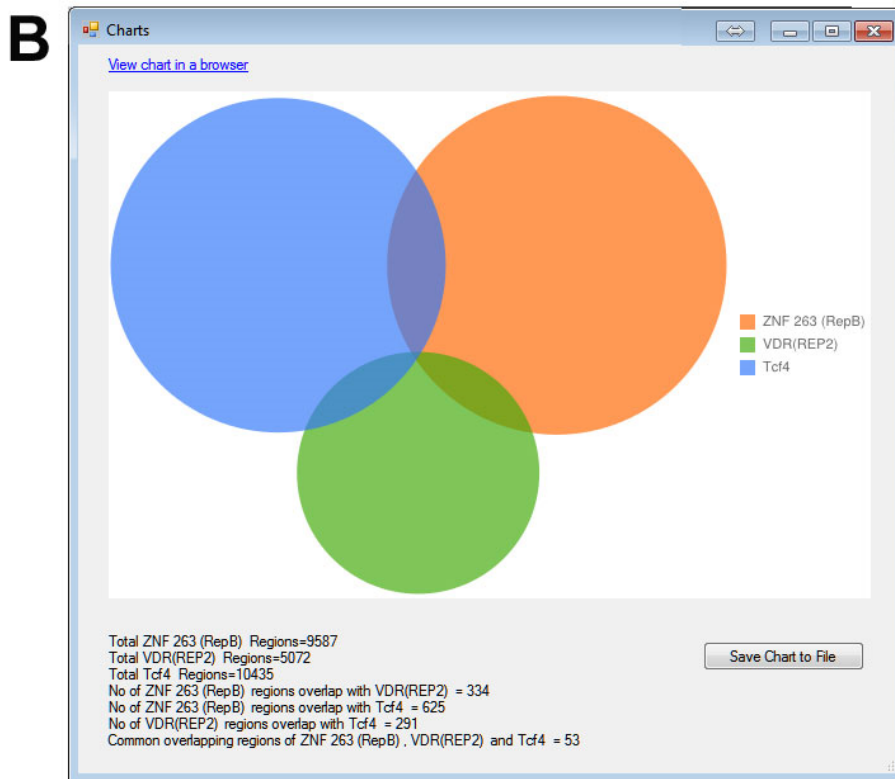 B
Charts
View chart in a browser
ZNF 263 (RepB)
VDR(REP2)
Tcf4
Total ZNF 263 (RepB)  Regions=9587
Total VDR(REP2)  Regions=5072
Total Tcf4  Regions=10435
No of ZNF 263 (RepB) regions overlap with VDR(REP2)  = 334
No of ZNF 263 (RepB) regions overlap with Tcf4  = 625
No of VDR(REP2) regions overlap with Tcf4  = 291
Common overlapping regions of ZNF 263 (RepB) , VDR(REP2) and Tcf4  = 53
Save Chart to File